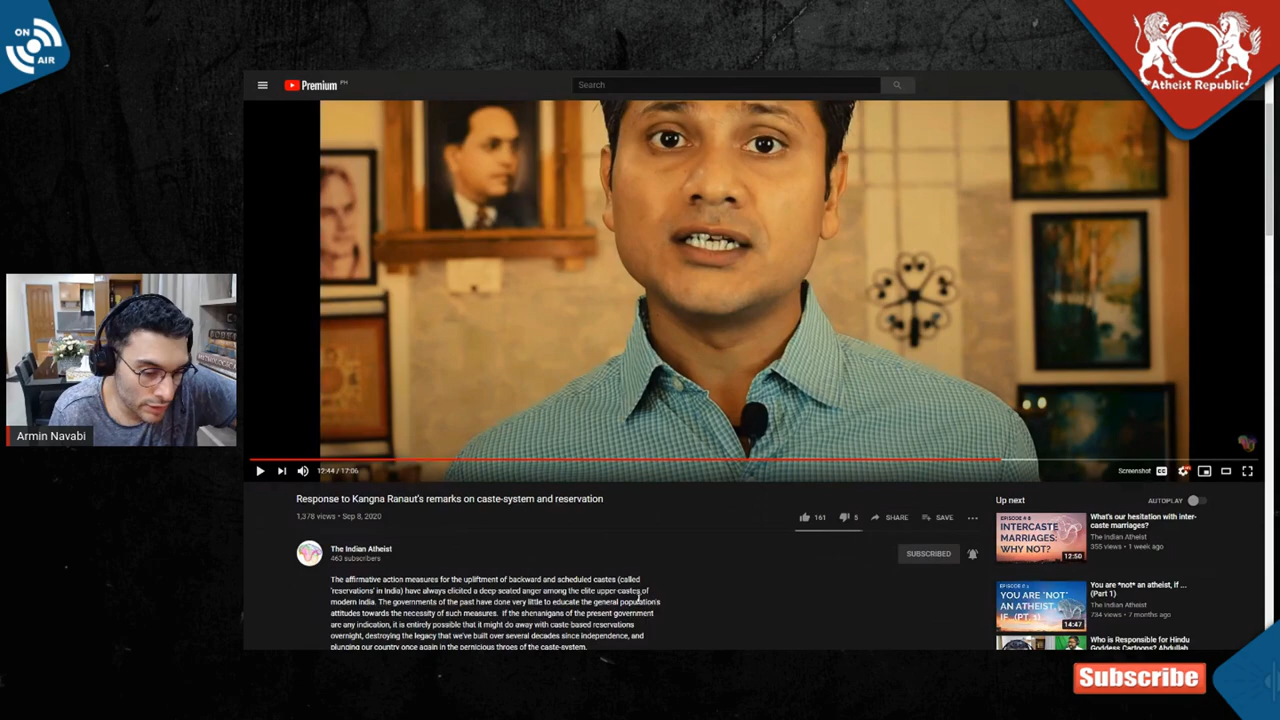 ON
AIR
Atheist Republic
Premium PH
Search
Armin Navabi
12:44 / 17:06
Screenshot
Response to Kangna Ranaut's remarks on caste-system and reservation
1,378 views • Sep 8, 2020
161
5
SHARE
SAVE
The Indian Atheist
463 subscribers
SUBSCRIBED
The affirmative action measures for the upliftment of backward and scheduled castes (called
'reservations' in India) have always elicited a deep seated anger among the elite upper castes of
modern India. The governments of the past have done very little to educate the general population's
attitudes towards the necessity of such measures. If the shenanigans of the present government
are any indication, it is entirely possible that it might do away with caste-based reservations
overnight, destroying the legacy that we've built over several decades since independence, and
plunging our country once again in the pernicious throes of the caste-system.
Up next
AUTOPLAY
EPISODE # 8
INTERCASTE
MARRIAGES:
WHY NOT?
12:50
What's our hesitation with inter-
caste marriages?
The Indian Atheist
355 views • 1 week ago
YOU ARE 'NOT'
AN ATHEIST,
IF...
14:47
You are *not* an atheist, if ...
(Part 1)
The Indian Atheist
734 views • 7 months ago
Who is Responsible for Hindu
Goddess Cartoons? Abdullah
Subscribe